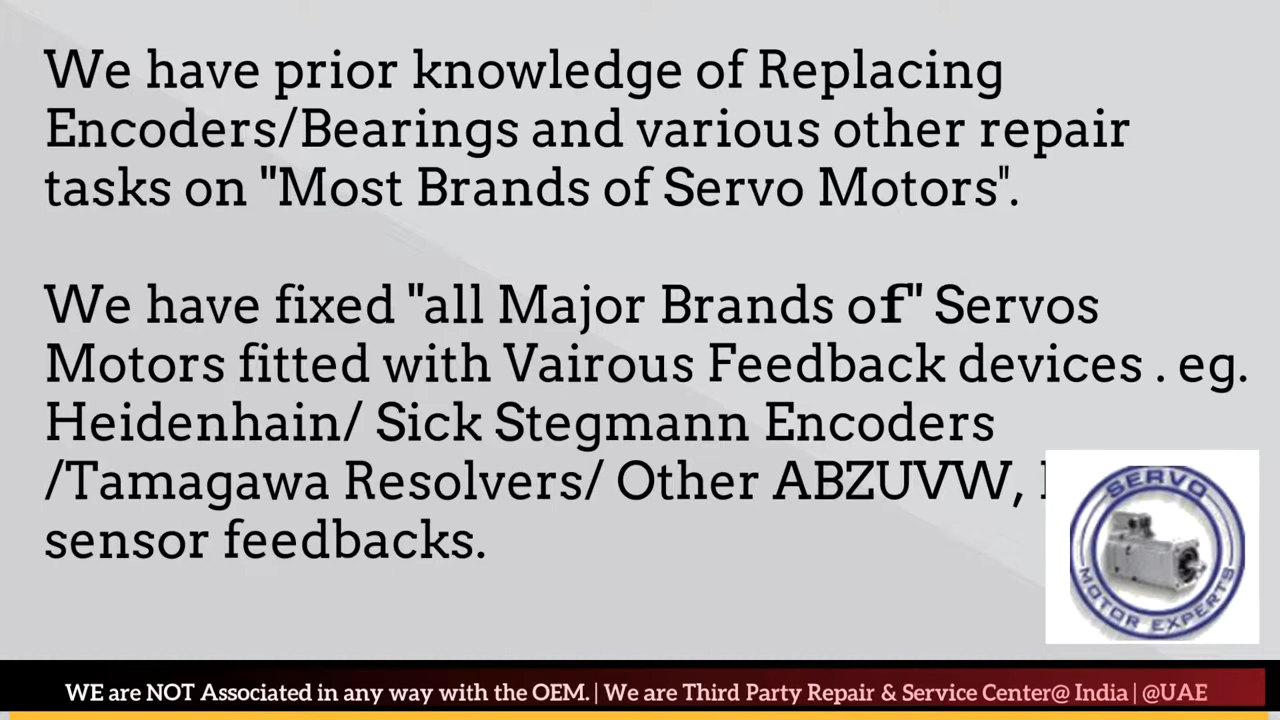 We have prior knowledge of Replacing
Encoders/Bearings and various other repair
tasks on "Most Brands of Servo Motors".
We have fixed "all Major Brands of" Servos
Motors fitted with Vairous Feedback devices . eg.
Heidenhain/ Sick Stegmann Encoders
/Tamagawa Resolvers/ Other ABZUVW,
sensor feedbacks.
SERVO
MOTOR EXPERTS
WE are NOT Associated in any way with the OEM. | We are Third Party Repair & Service Center@ India | @UAE